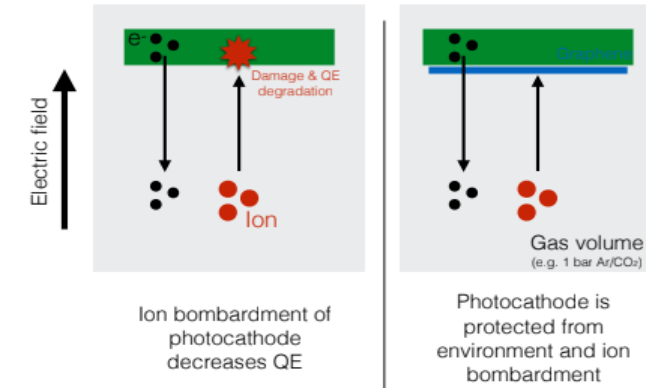 Electric field
e-
Damage & QE
degradation
Ion
Ion bombardment of
photocathode
decreases QE
Graphene
Gas volume
(e.g. 1 bar Ar/CO₂)
Photocathode is
protected from
environment and ion
bombardment